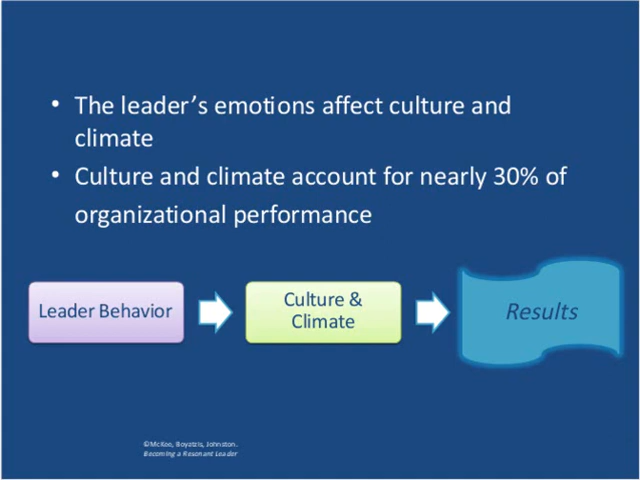 • The leader’s emotions affect culture and
climate
• Culture and climate account for nearly 30% of
organizational performance
Leader Behavior
Culture &
Climate
Results
©McKee, Boyatzis, Johnston.
Becoming a Resonant Leader